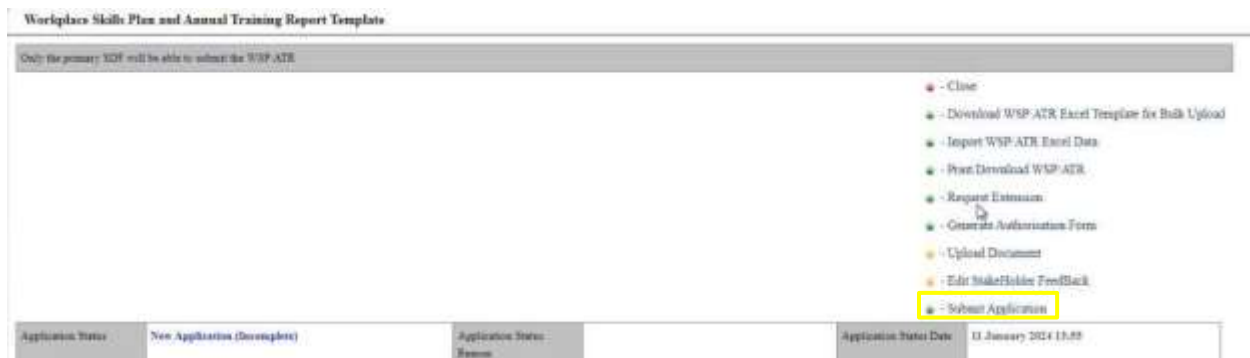 Workplace Skills Plan and Annual Training Report Template
Only the primary SDF will be able to submit the WSP-ATR
- Close
- Download WSP-ATR Excel Template for Bulk Upload
- Import WSP-ATR Excel Data
- Print/Download WSP-ATR
- Request Extension
- Generate Authorisation Form
- Upload Document
- Edit StakeHolder FeedBack
- Submit Application
Application Status New Application (Incomplete) Application Status Reason Application Status Date 11 January 2024